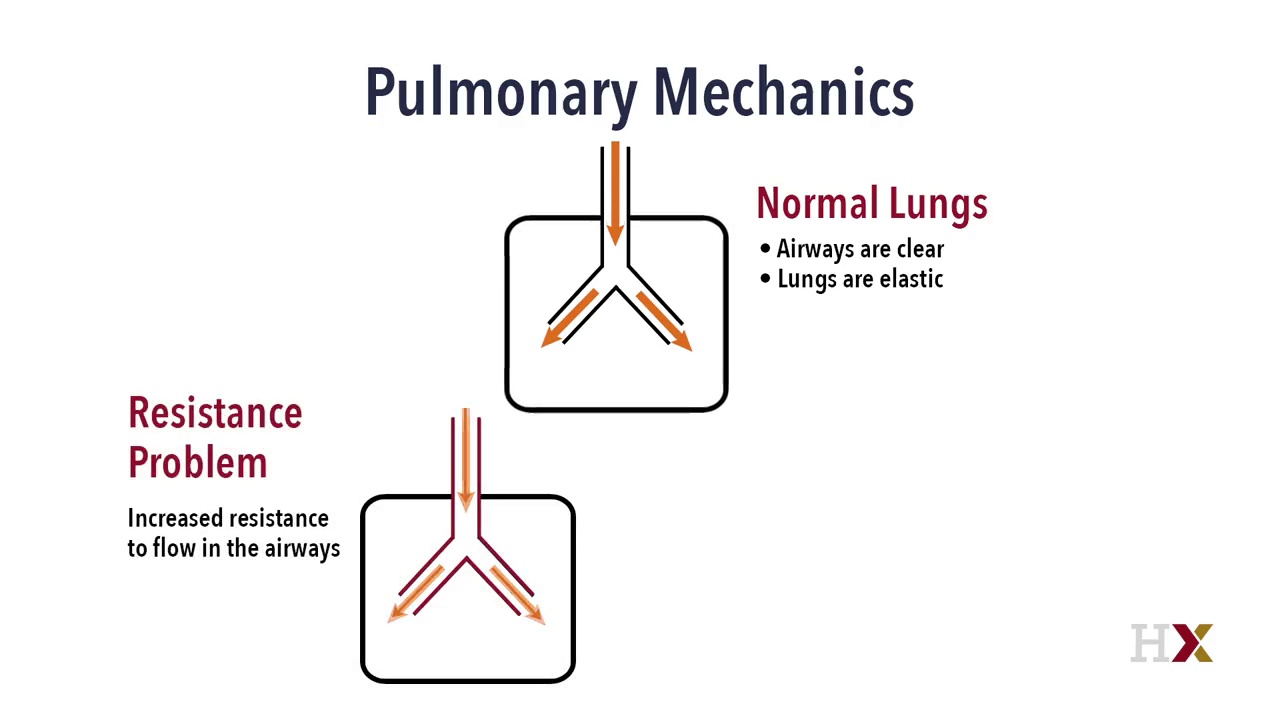 Pulmonary Mechanics
Normal Lungs
• Airways are clear
• Lungs are elastic
Resistance
Problem
Increased resistance
to flow in the airways
HX